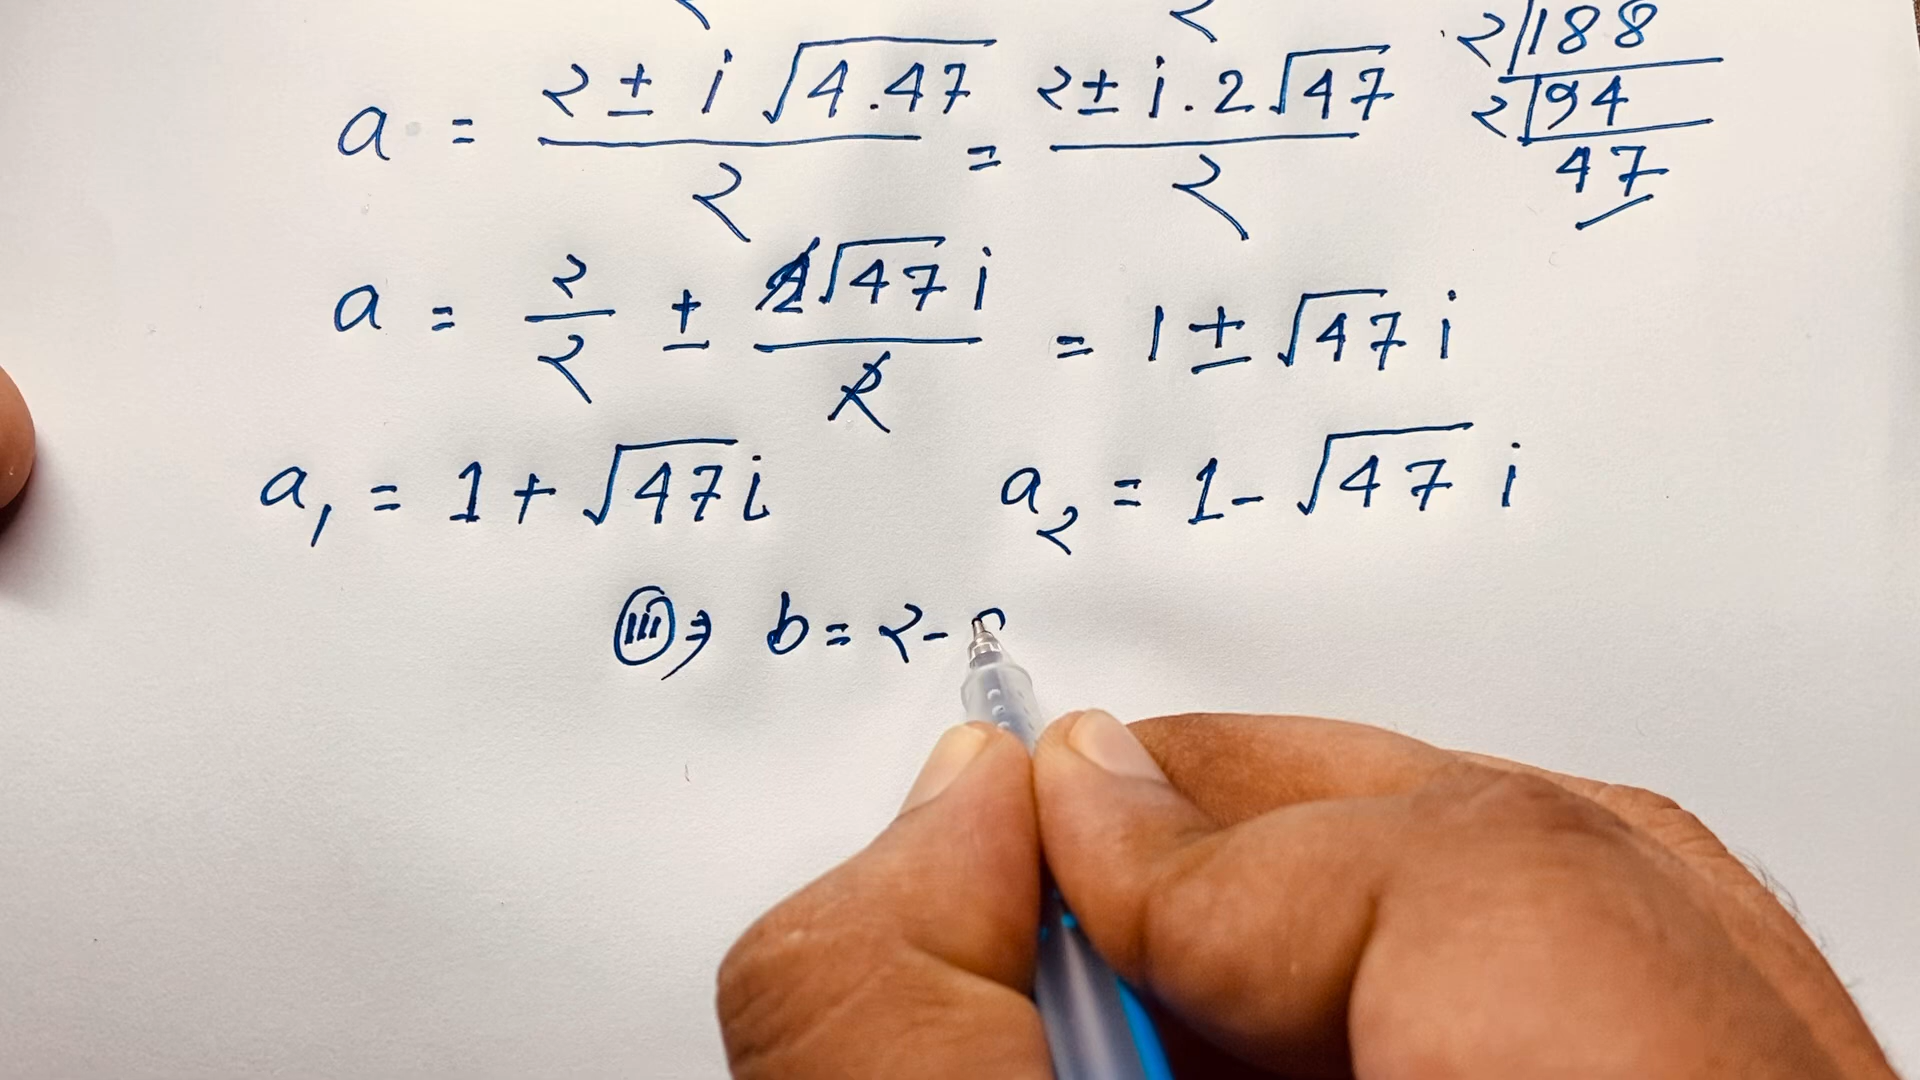 a = 2 ± i √4.47 / 2 = 2 ± i . 2 √47 / 2
2 | 188
2 | 94
47
a = 2/2 ± 2√47 i / 2 = 1 ± √47 i
a₁ = 1 + √47 i
a₂ = 1 - √47 i
(iii) ⇒ b = 2 -